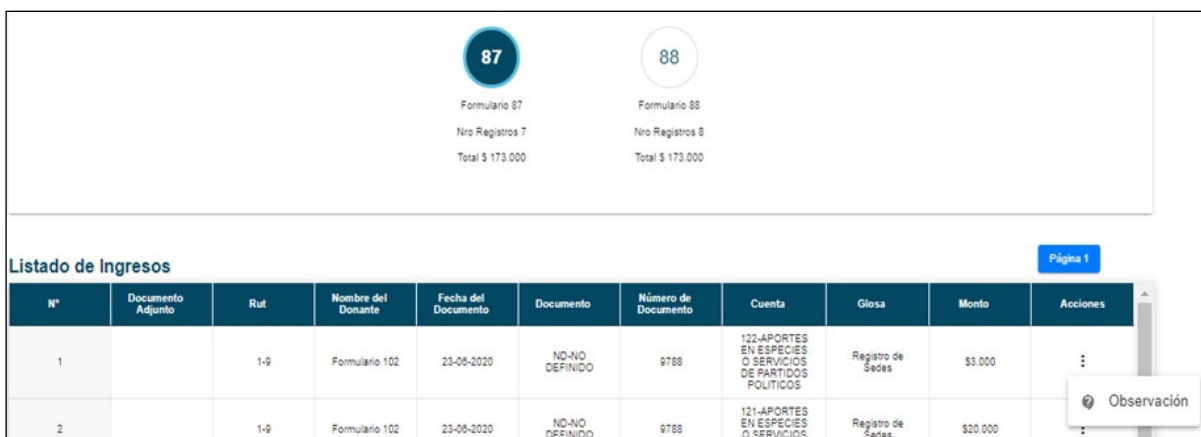 87
88
Formulario 87
Formulario 88
Nro Registros 7
Nro Registros 8
Total $ 173.000
Total $ 173.000
Listado de Ingresos
Página 1
N°
Documento
Adjunto
Rut
Nombre del
Donante
Fecha del
Documento
Documento
Número de
Documento
Cuenta
Glosa
Monto
Acciones
1
1-9
Formulario 102
23-06-2020
ND-NO
DEFINIDO
9788
122-APORTES
EN ESPECIES
O SERVICIOS
DE PARTIDOS
POLITICOS
Registro de
Sedes
$3.000
Observación
2
1-9
Formulario 102
23-06-2020
ND-NO
DEFINIDO
9788
121-APORTES
EN ESPECIES
O SERVICIOS
Registro de
Sedes
$20.000